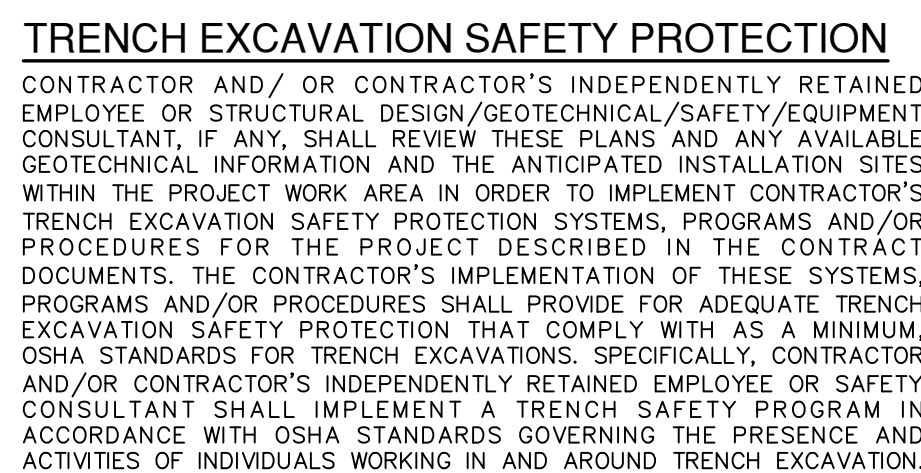 TRENCH EXCAVATION SAFETY PROTECTION
CONTRACTOR AND/ OR CONTRACTOR'S INDEPENDENTLY RETAINED
EMPLOYEE OR STRUCTURAL DESIGN/GEOTECHNICAL/SAFETY/EQUIPMENT
CONSULTANT, IF ANY, SHALL REVIEW THESE PLANS AND ANY AVAILABLE
GEOTECHNICAL INFORMATION AND THE ANTICIPATED INSTALLATION SITES
WITHIN THE PROJECT WORK AREA IN ORDER TO IMPLEMENT CONTRACTOR'S
TRENCH EXCAVATION SAFETY PROTECTION SYSTEMS, PROGRAMS AND/OR
PROCEDURES FOR THE PROJECT DESCRIBED IN THE CONTRACT
DOCUMENTS. THE CONTRACTOR'S IMPLEMENTATION OF THESE SYSTEMS,
PROGRAMS AND/OR PROCEDURES SHALL PROVIDE FOR ADEQUATE TRENCH
EXCAVATION SAFETY PROTECTION THAT COMPLY WITH AS A MINIMUM,
OSHA STANDARDS FOR TRENCH EXCAVATIONS. SPECIFICALLY, CONTRACTOR
AND/OR CONTRACTOR'S INDEPENDENTLY RETAINED EMPLOYEE OR SAFETY
CONSULTANT SHALL IMPLEMENT A TRENCH SAFETY PROGRAM IN
ACCORDANCE WITH OSHA STANDARDS GOVERNING THE PRESENCE AND
ACTIVITIES OF INDIVIDUALS WORKING IN AND AROUND TRENCH EXCAVATION.